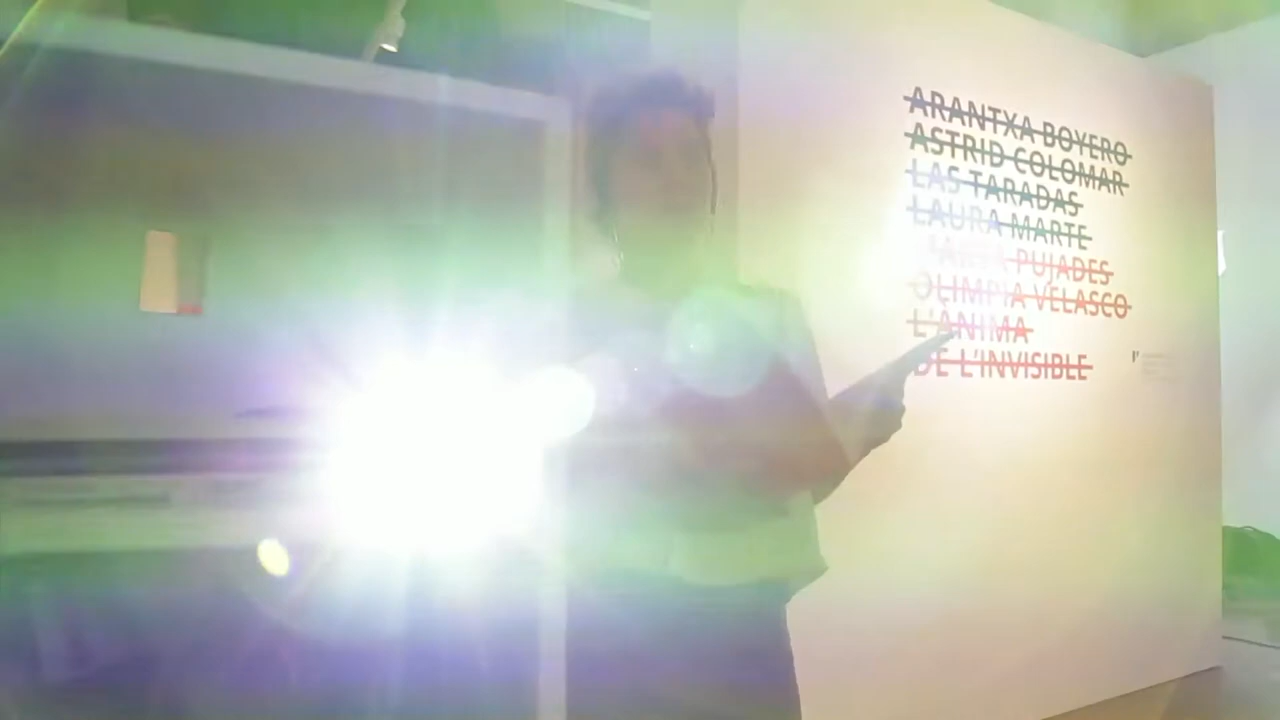 ARANTXA BOYERO
ASTRID COLOMAR
LAS TARADAS
LAURA MARTE
PUJADES
OLIMPIA VELASCO
L'ÀNIMA
DE L'INVISIBLE